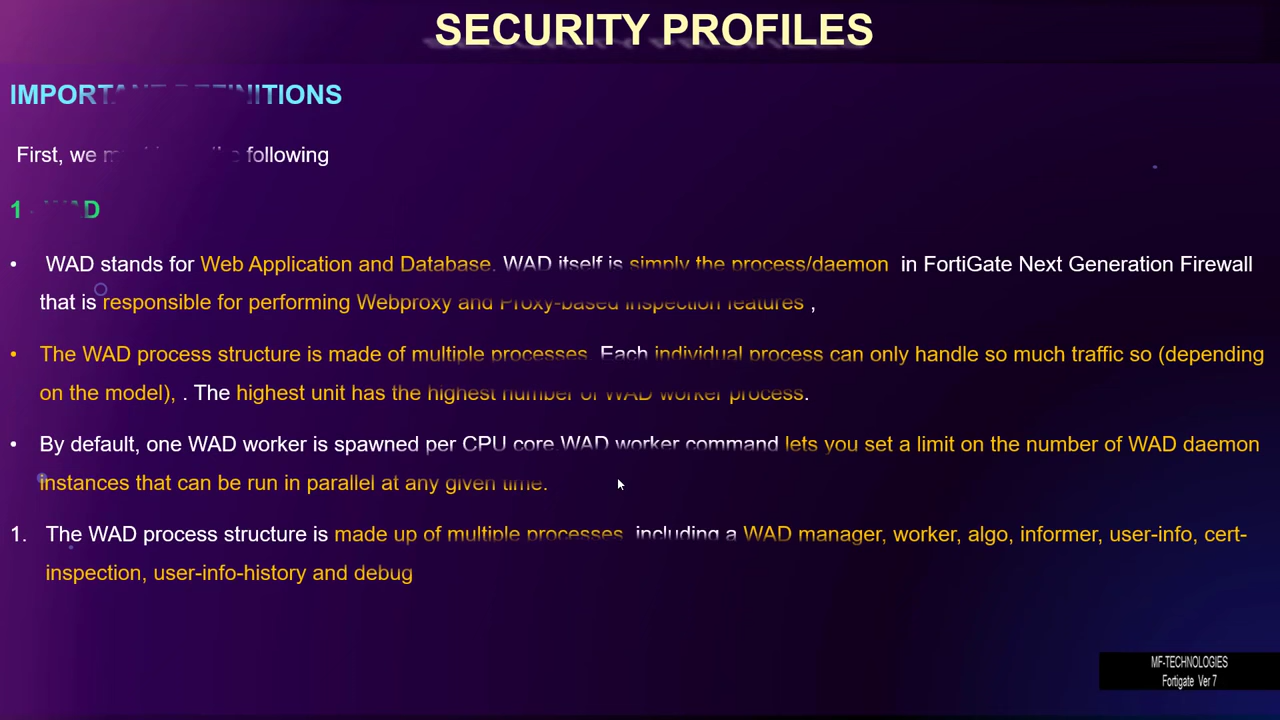 SECURITY PROFILES
IMPORTANT DEFINITIONS
First, we following
1 - WAD
• WAD stands for Web Application and Database. WAD itself is simply the process/daemon in FortiGate Next Generation Firewall
that is responsible for performing Webproxy and Proxy-based inspection features ,
• The WAD process structure is made of multiple processes. Each individual process can only handle so much traffic so (depending
on the model), . The highest unit has the highest number of WAD worker process.
• By default, one WAD worker is spawned per CPU core.WAD worker command lets you set a limit on the number of WAD daemon
instances that can be run in parallel at any given time.
1. The WAD process structure is made up of multiple processes, including a WAD manager, worker, algo, informer, user-info, cert-
inspection, user-info-history and debug
MF-TECHNOLOGIES
Fortigate Ver 7